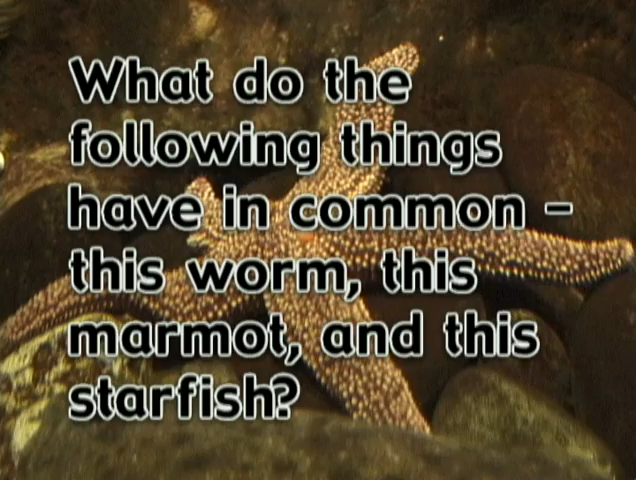 What do the
following things
have in common –
this worm, this
marmot, and this
starfish?